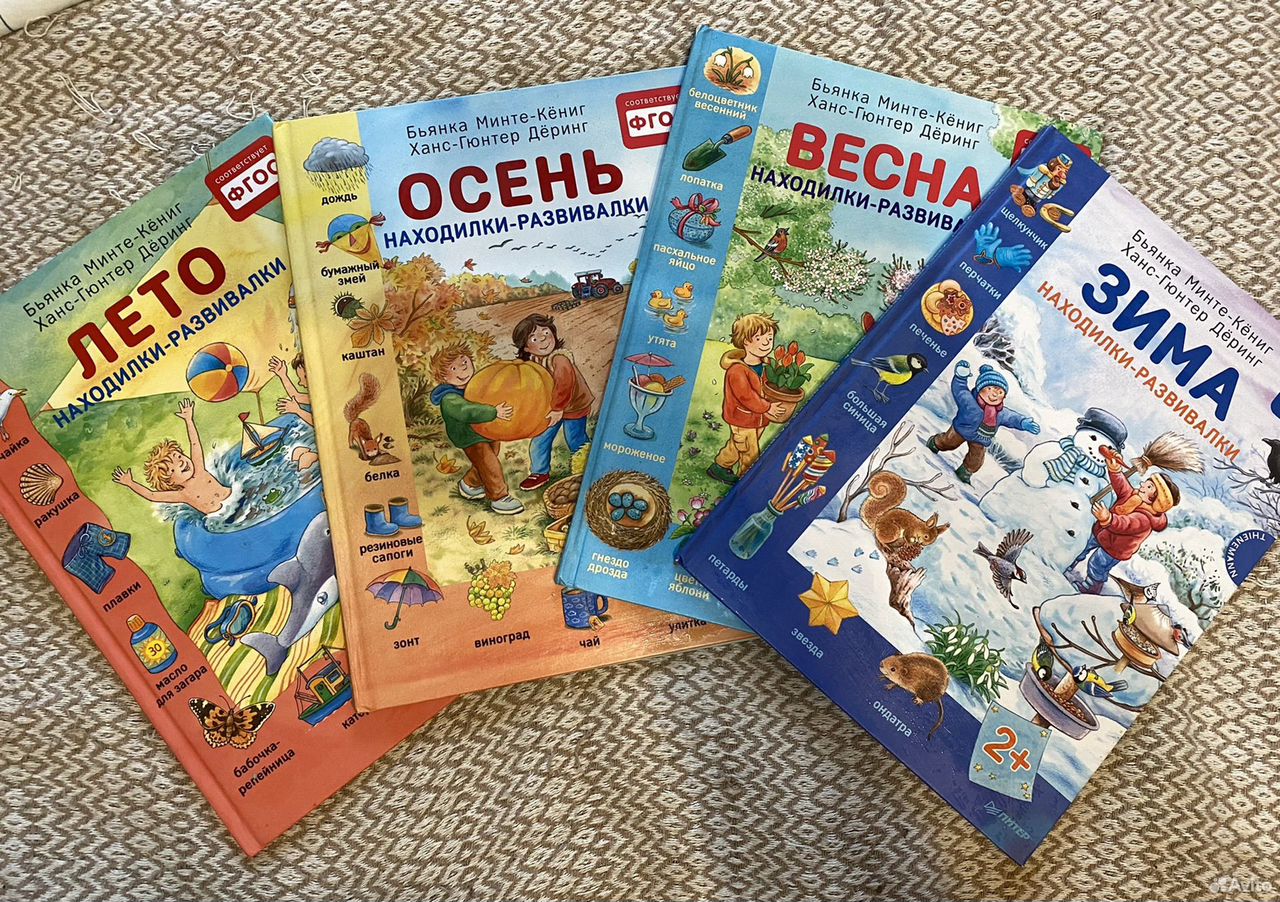 соответствует
ФГОС
Бьянка Минте-Кёниг
Ханс-Гюнтер Дёринг
ЛЕТО
НАХОДИЛКИ-РАЗВИВАЛКИ
чайка
ракушка
плавки
30
масло
для загара
бабочка-
репейница
соответствует
Бьянка Минте-Кёниг
Ханс-Гюнтер Дёринг
ОСЕНЬ
НАХОДИЛКИ-РАЗВИВАЛКИ
дождь
бумажный
змей
каштан
белка
резиновые
сапоги
зонт
виноград
чай
улитка
Бьянка Минте-Кёниг
Ханс-Гюнтер Дёринг
ВЕСНА
белоцветник
весенний
лопатка
пасхальное
яйцо
утята
мороженое
гнездо
дрозда
яблони
Бьянка Минте-Кёниг
Ханс-Гюнтер Дёринг
ЗИМА
НАХОДИЛКИ-РАЗВИВАЛКИ
щелкунчик
перчатки
печенье
большая
синица
петарды
звезда
ондатра
2+
ПИТЕР
THIENEMANN
Avito